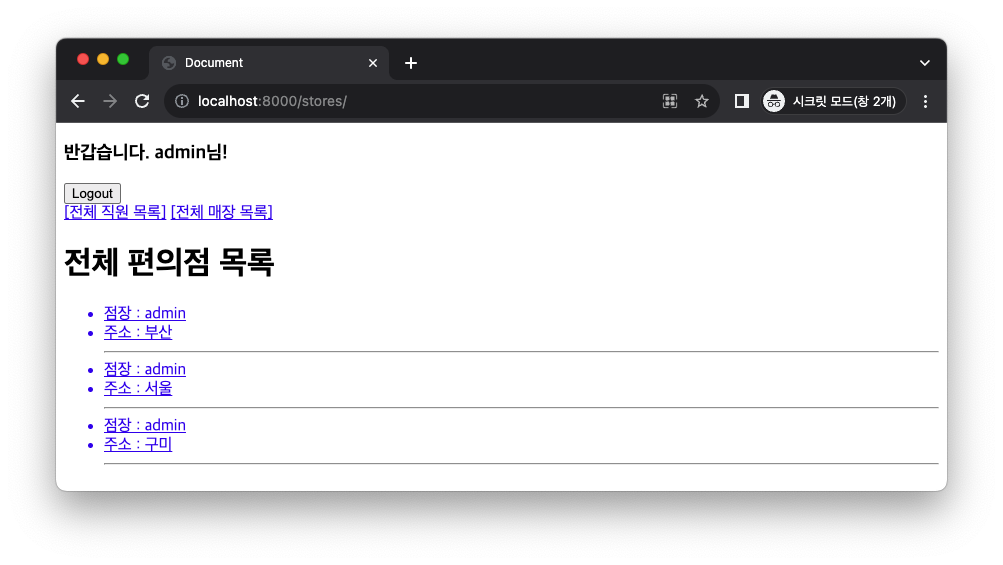 Document
localhost:8000/stores/
시크릿 모드(창 2개)
반갑습니다. admin님!
Logout
[전체 직원 목록] [전체 매장 목록]
전체 편의점 목록
점장 : admin
주소 : 부산
점장 : admin
주소 : 서울
점장 : admin
주소 : 구미